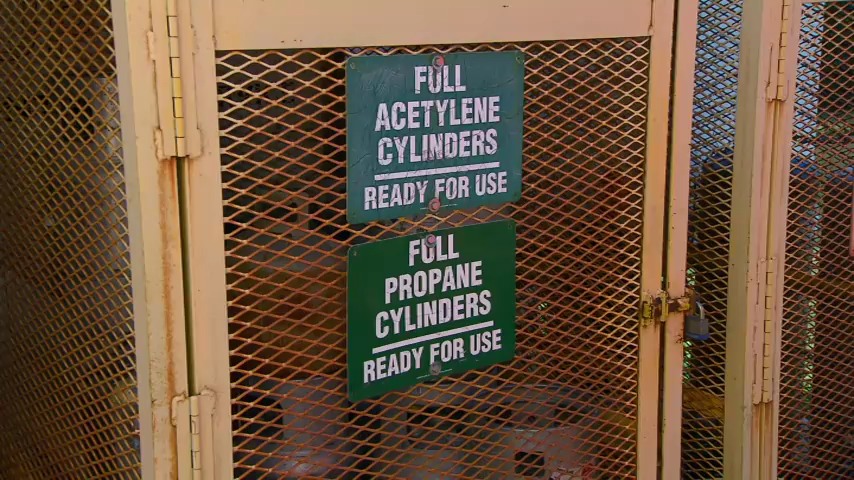 FULL
ACETYLENE
CYLINDERS
READY FOR USE
FULL
PROPANE
CYLINDERS
READY FOR USE